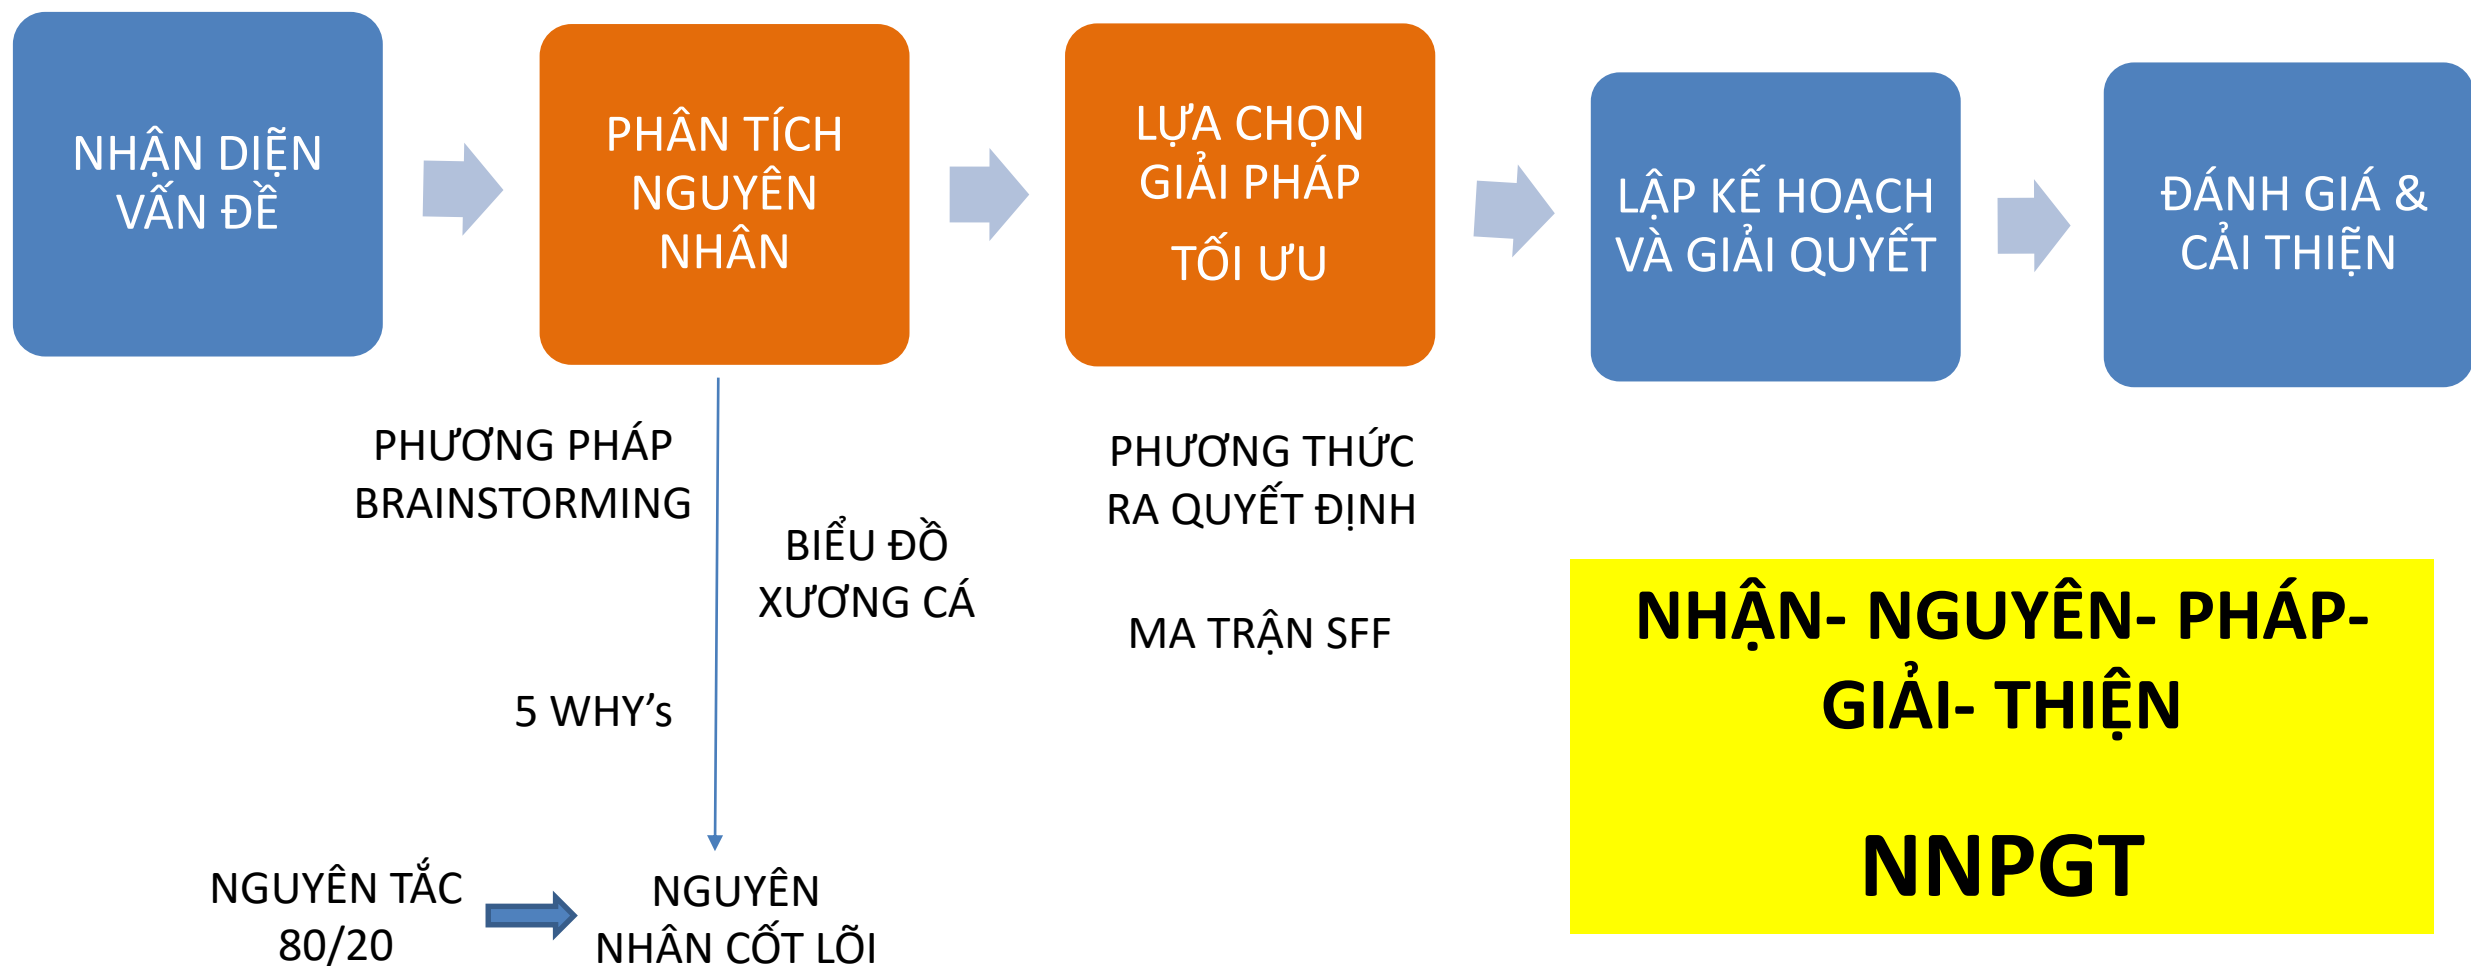 NHẬN DIỆN
VẤN ĐỀ
PHÂN TÍCH
NGUYÊN
NHÂN
LỰA CHỌN
GIẢI PHÁP
TỐI ƯU
LẬP KẾ HOẠCH
VÀ GIẢI QUYẾT
ĐÁNH GIÁ &
CẢI THIỆN
PHƯƠNG PHÁP
BRAINSTORMING
BIỂU ĐỒ
XƯƠNG CÁ
5 WHY’s
NGUYÊN TẮC
80/20
NGUYÊN
NHÂN CỐT LÕI
PHƯƠNG THỨC
RA QUYẾT ĐỊNH
MA TRẬN SFF
NHẬN- NGUYÊN- PHÁP-
GIẢI- THIỆN
NNPGT